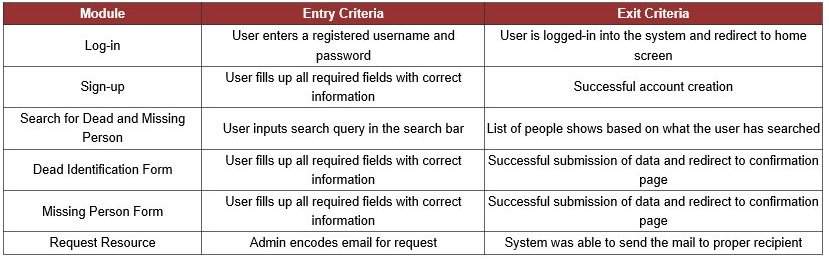 Module Entry Criteria Exit Criteria
Log-in
User enters a registered username and
password
User is logged-in into the system and redirect to home
screen
Sign-up
User fills up all required fields with correct
information
Successful account creation
Search for Dead and Missing
Person
User inputs search query in the search bar
List of people shows based on what the user has searched
Dead Identification Form
User fills up all required fields with correct
information
Successful submission of data and redirect to confirmation
page
Missing Person Form
User fills up all required fields with correct
information
Successful submission of data and redirect to confirmation
page
Request Resource
Admin encodes email for request
System was able to send the mail to proper recipient